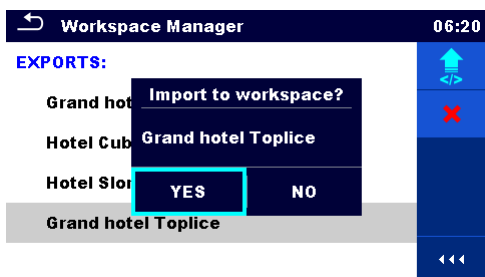 Workspace Manager
06:20
EXPORTS:
Grand hot
Hotel Cub
Hotel Slor
Grand hotel Toplice
Import to workspace?
Grand hotel Toplice
YES
NO
</>